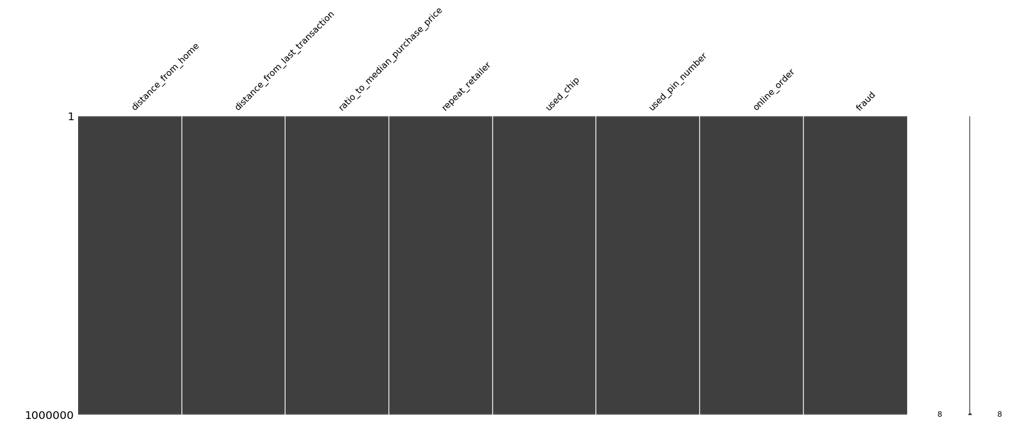 distance_from_home
distance_from_last_transaction
ratio_to_median_purchase_price
repeat_retailer
used_chip
used_pin_number
online_order
fraud
1
1000000
8
8